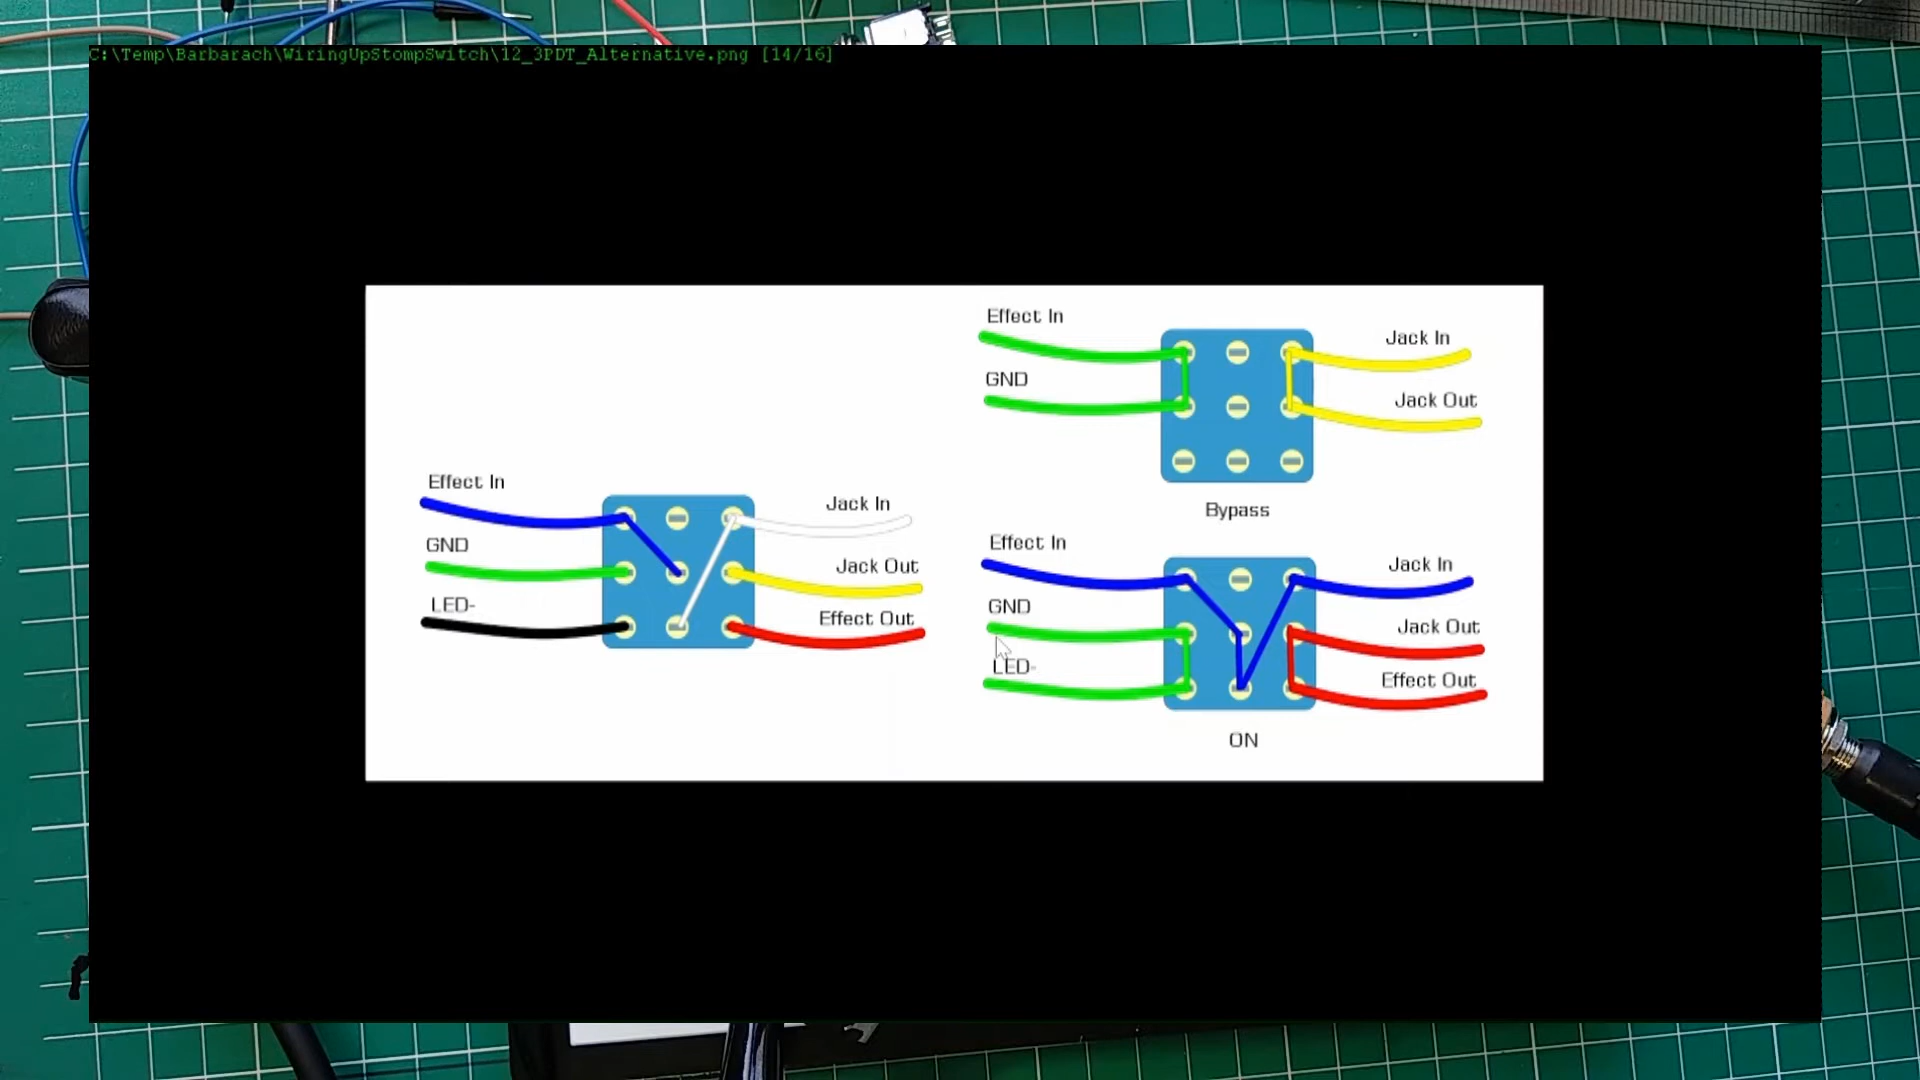 C:\Temp\Barbarach\WiringUpStompSwitch\12_3PDT_Alternative.png [14/16]
Effect In
GND
LED-
Jack In
Jack Out
Effect Out
Effect In
GND
Jack In
Jack Out
Bypass
Effect In
GND
LED-
Jack In
Jack Out
Effect Out
ON